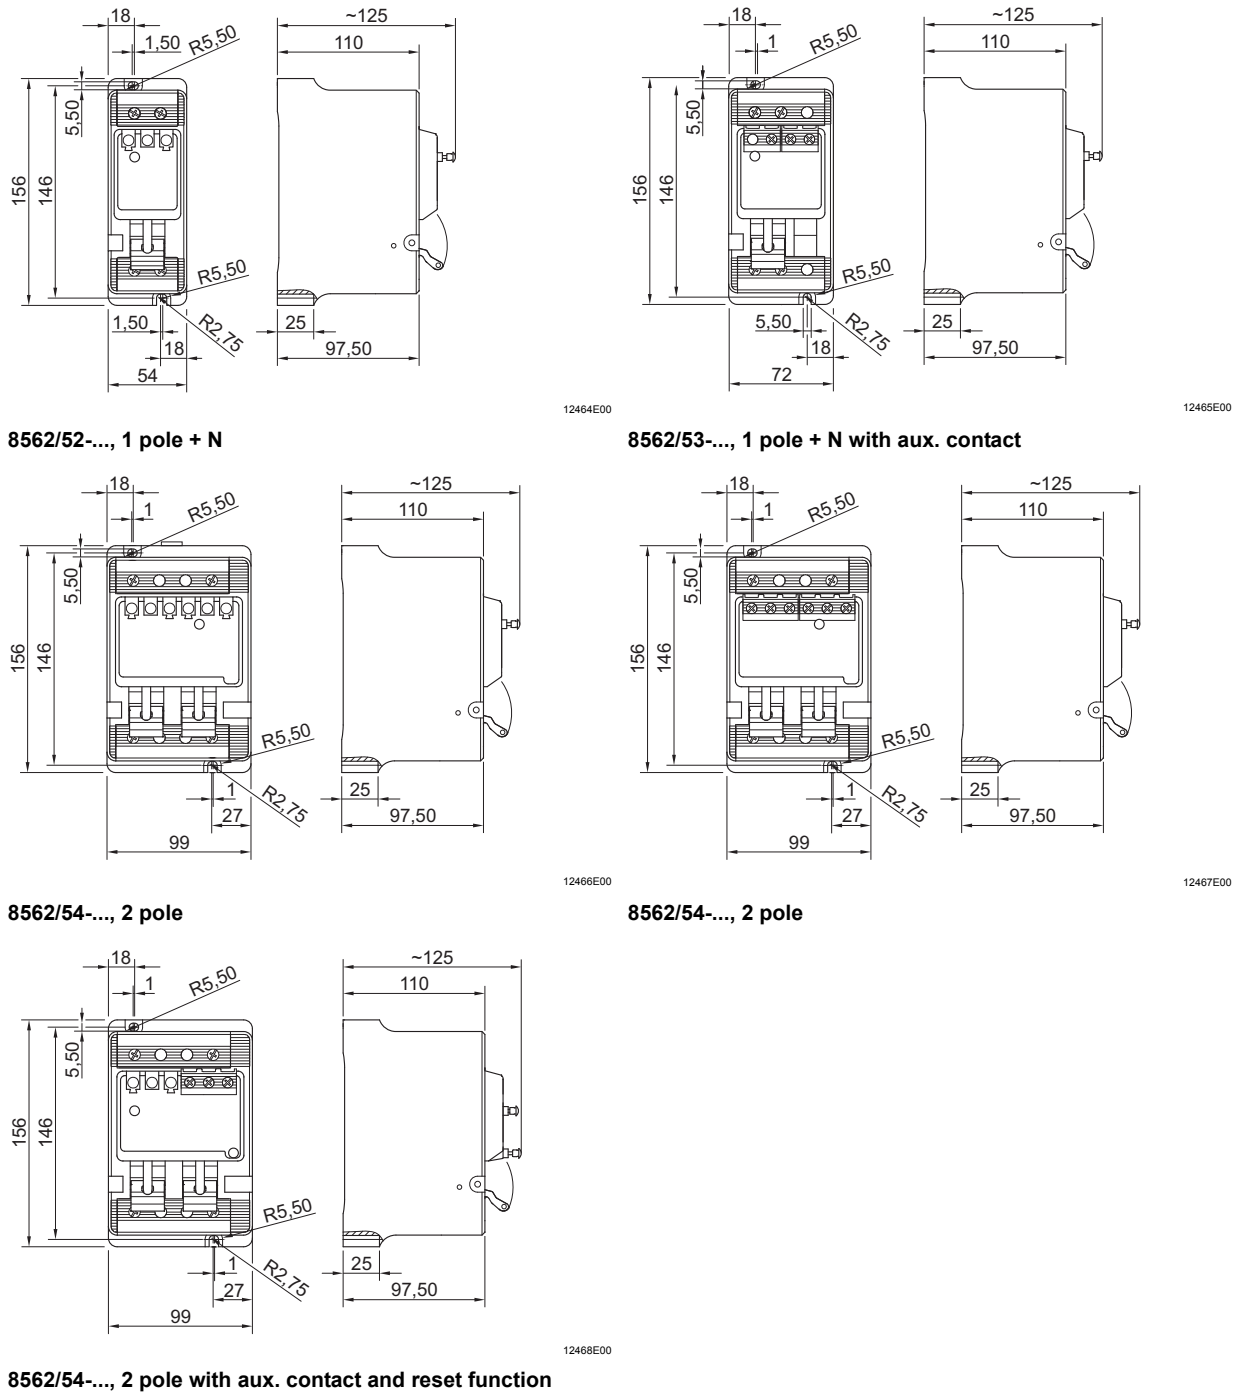 18
~125
1,50
R5,50
110
5,50
156
146
R5,50
1,50
R2,75
25
18
97,50
54
12464E00
8562/52-..., 1 pole + N
18
~125
1
R5,50
110
5,50
156
146
R5,50
5,50
R2,75
25
18
97,50
72
12465E00
8562/53-..., 1 pole + N with aux. contact
18
~125
1
R5,50
110
5,50
156
146
R5,50
1
R2,75
25
27
97,50
99
12466E00
8562/54-..., 2 pole
18
~125
1
R5,50
110
5,50
156
146
R5,50
1
R2,75
25
27
97,50
99
12467E00
8562/54-..., 2 pole
18
~125
1
R5,50
110
5,50
156
146
R5,50
1
R2,75
25
27
97,50
99
12468E00
8562/54-..., 2 pole with aux. contact and reset function